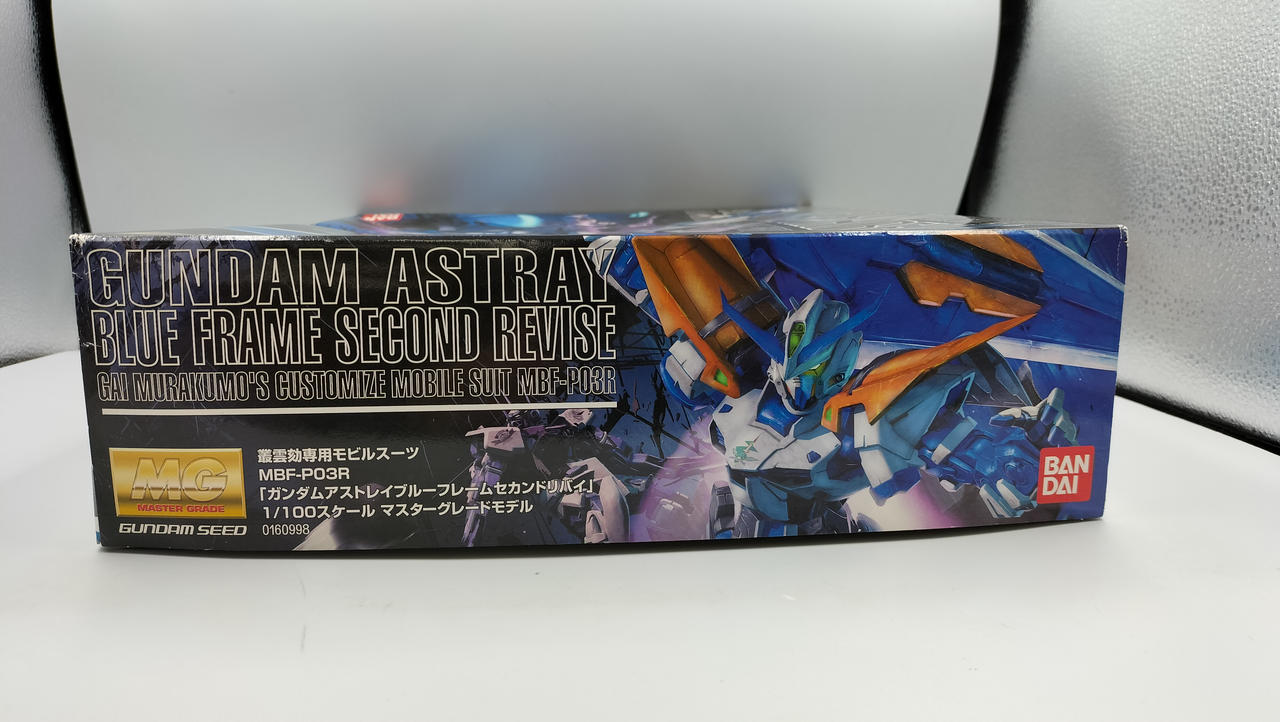 GUNDAM ASTRAY
BLUE FRAME SECOND REVISE
GAI MURAKUMO'S CUSTOMIZE MOBILE SUIT MBF-P03R
MG
MASTER GRADE
GUNDAM SEED
叢雲劾専用モビルスーツ
MBF-P03R
「ガンダムアストレイブルーフレームセカンドリバイ」
1/100スケール マスターグレードモデル
0160998
BAN
DAI